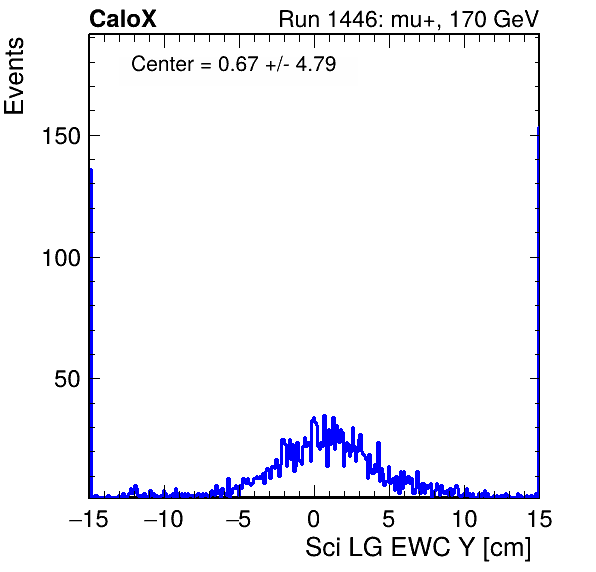 CaloX Run 1446: mu+, 170 GeV
Center = 0.67 +/- 4.79
Events
150
100
50
−15 −10 −5 0 5 10 15
Sci LG EWC Y [cm]